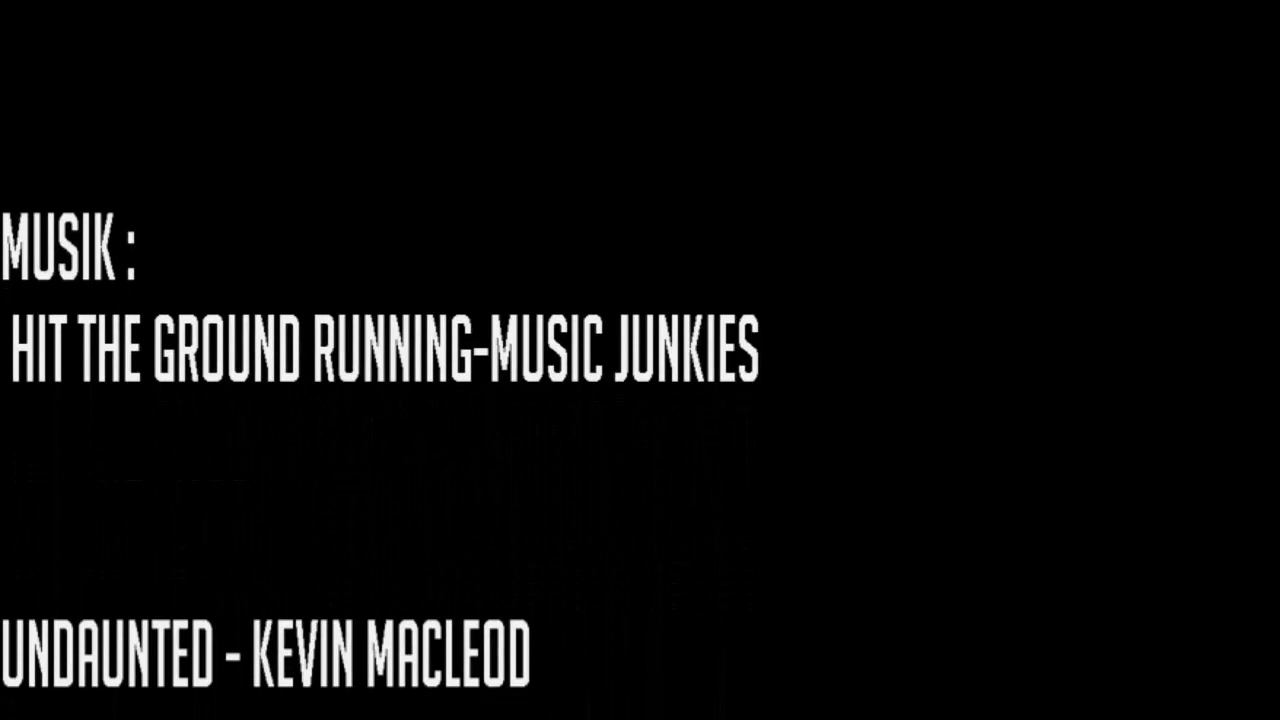 MUSIK :
HIT THE GROUND RUNNING-MUSIC JUNKIES
UNDAUNTED - KEVIN MACLEOD